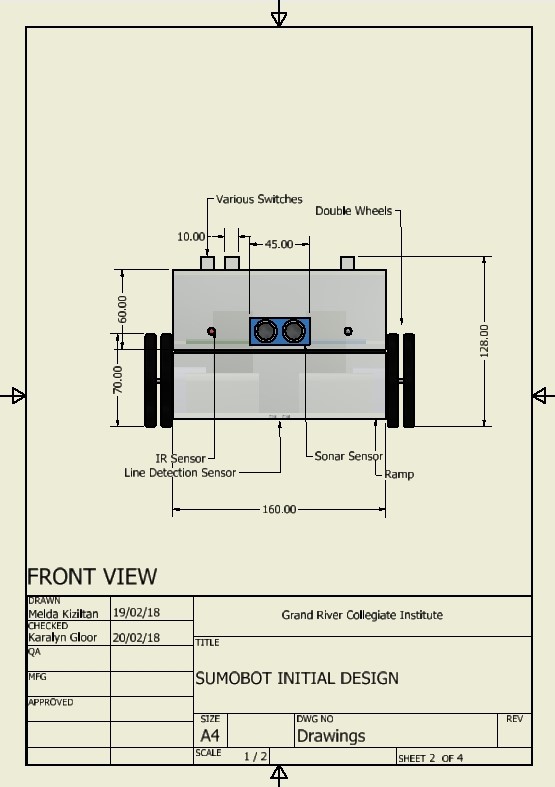 Various Switches
Double Wheels
10.00
45.00
60.00
128.00
70.00
IR Sensor
Sonar Sensor
Line Detection Sensor
Ramp
160.00
FRONT VIEW
DRAWN
Melda Kiziltan 19/02/18
Grand River Collegiate Institute
CHECKED
Karalyn Gloor 20/02/18
QA
TITLE
MFG
SUMOBOT INITIAL DESIGN
APPROVED
SIZE DWG NO REV
A4 Drawings
SCALE 1 / 2 SHEET 2 OF 4